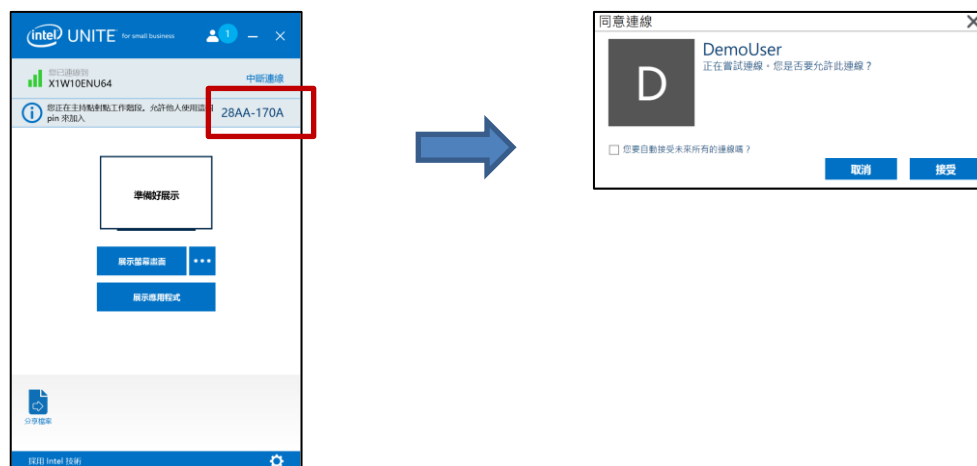 intel UNITE for small business 1
您已連線到
X1W10ENU64
中斷連線
您正在主持點對點工作階段。允許他人使用這
pin 來加入
28AA-170A
準備好展示
展示螢幕畫面
展示應用程式
分享檔案
採用 Intel 技術
同意連線
D
DemoUser
正在嘗試連線，您是否要允許此連線？
您要自動接受未來所有的連線嗎？
取消
接受